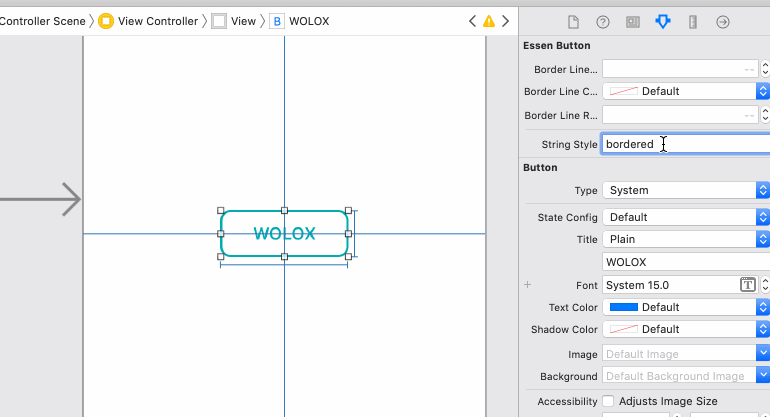 Controller Scene
View Controller
View
B WOLOX
Essen Button
Border Line... --
Border Line C... Default
Border Line R... --
String Style bordered
Button
Type System
State Config Default
Title Plain
WOLOX
WOLOX
+ Font System 15.0 T
Text Color Default
Shadow Color Default
Image Default Image
Background Default Background Image
Accessibility Adjusts Image Size